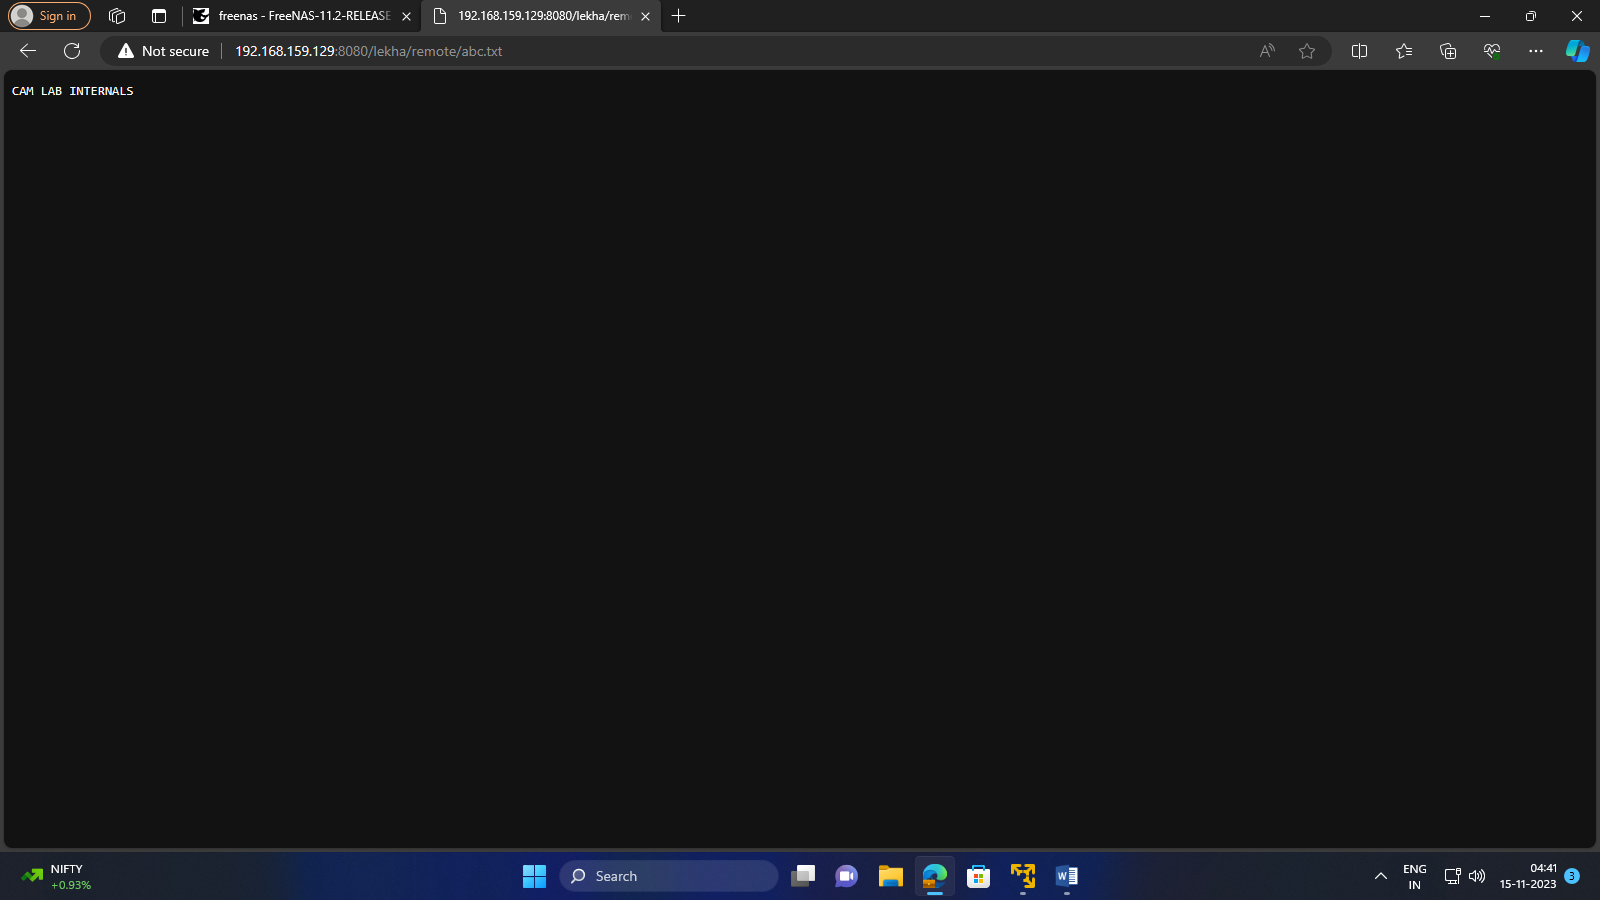 Sign in
freenas - FreeNAS-11.2-RELEASE
192.168.159.129:8080/lekha/rem
Not secure
192.168.159.129:8080/lekha/remote/abc.txt
CAM LAB INTERNALS
NIFTY
+0.93%
Search
ENG
IN
04:41
15-11-2023
3